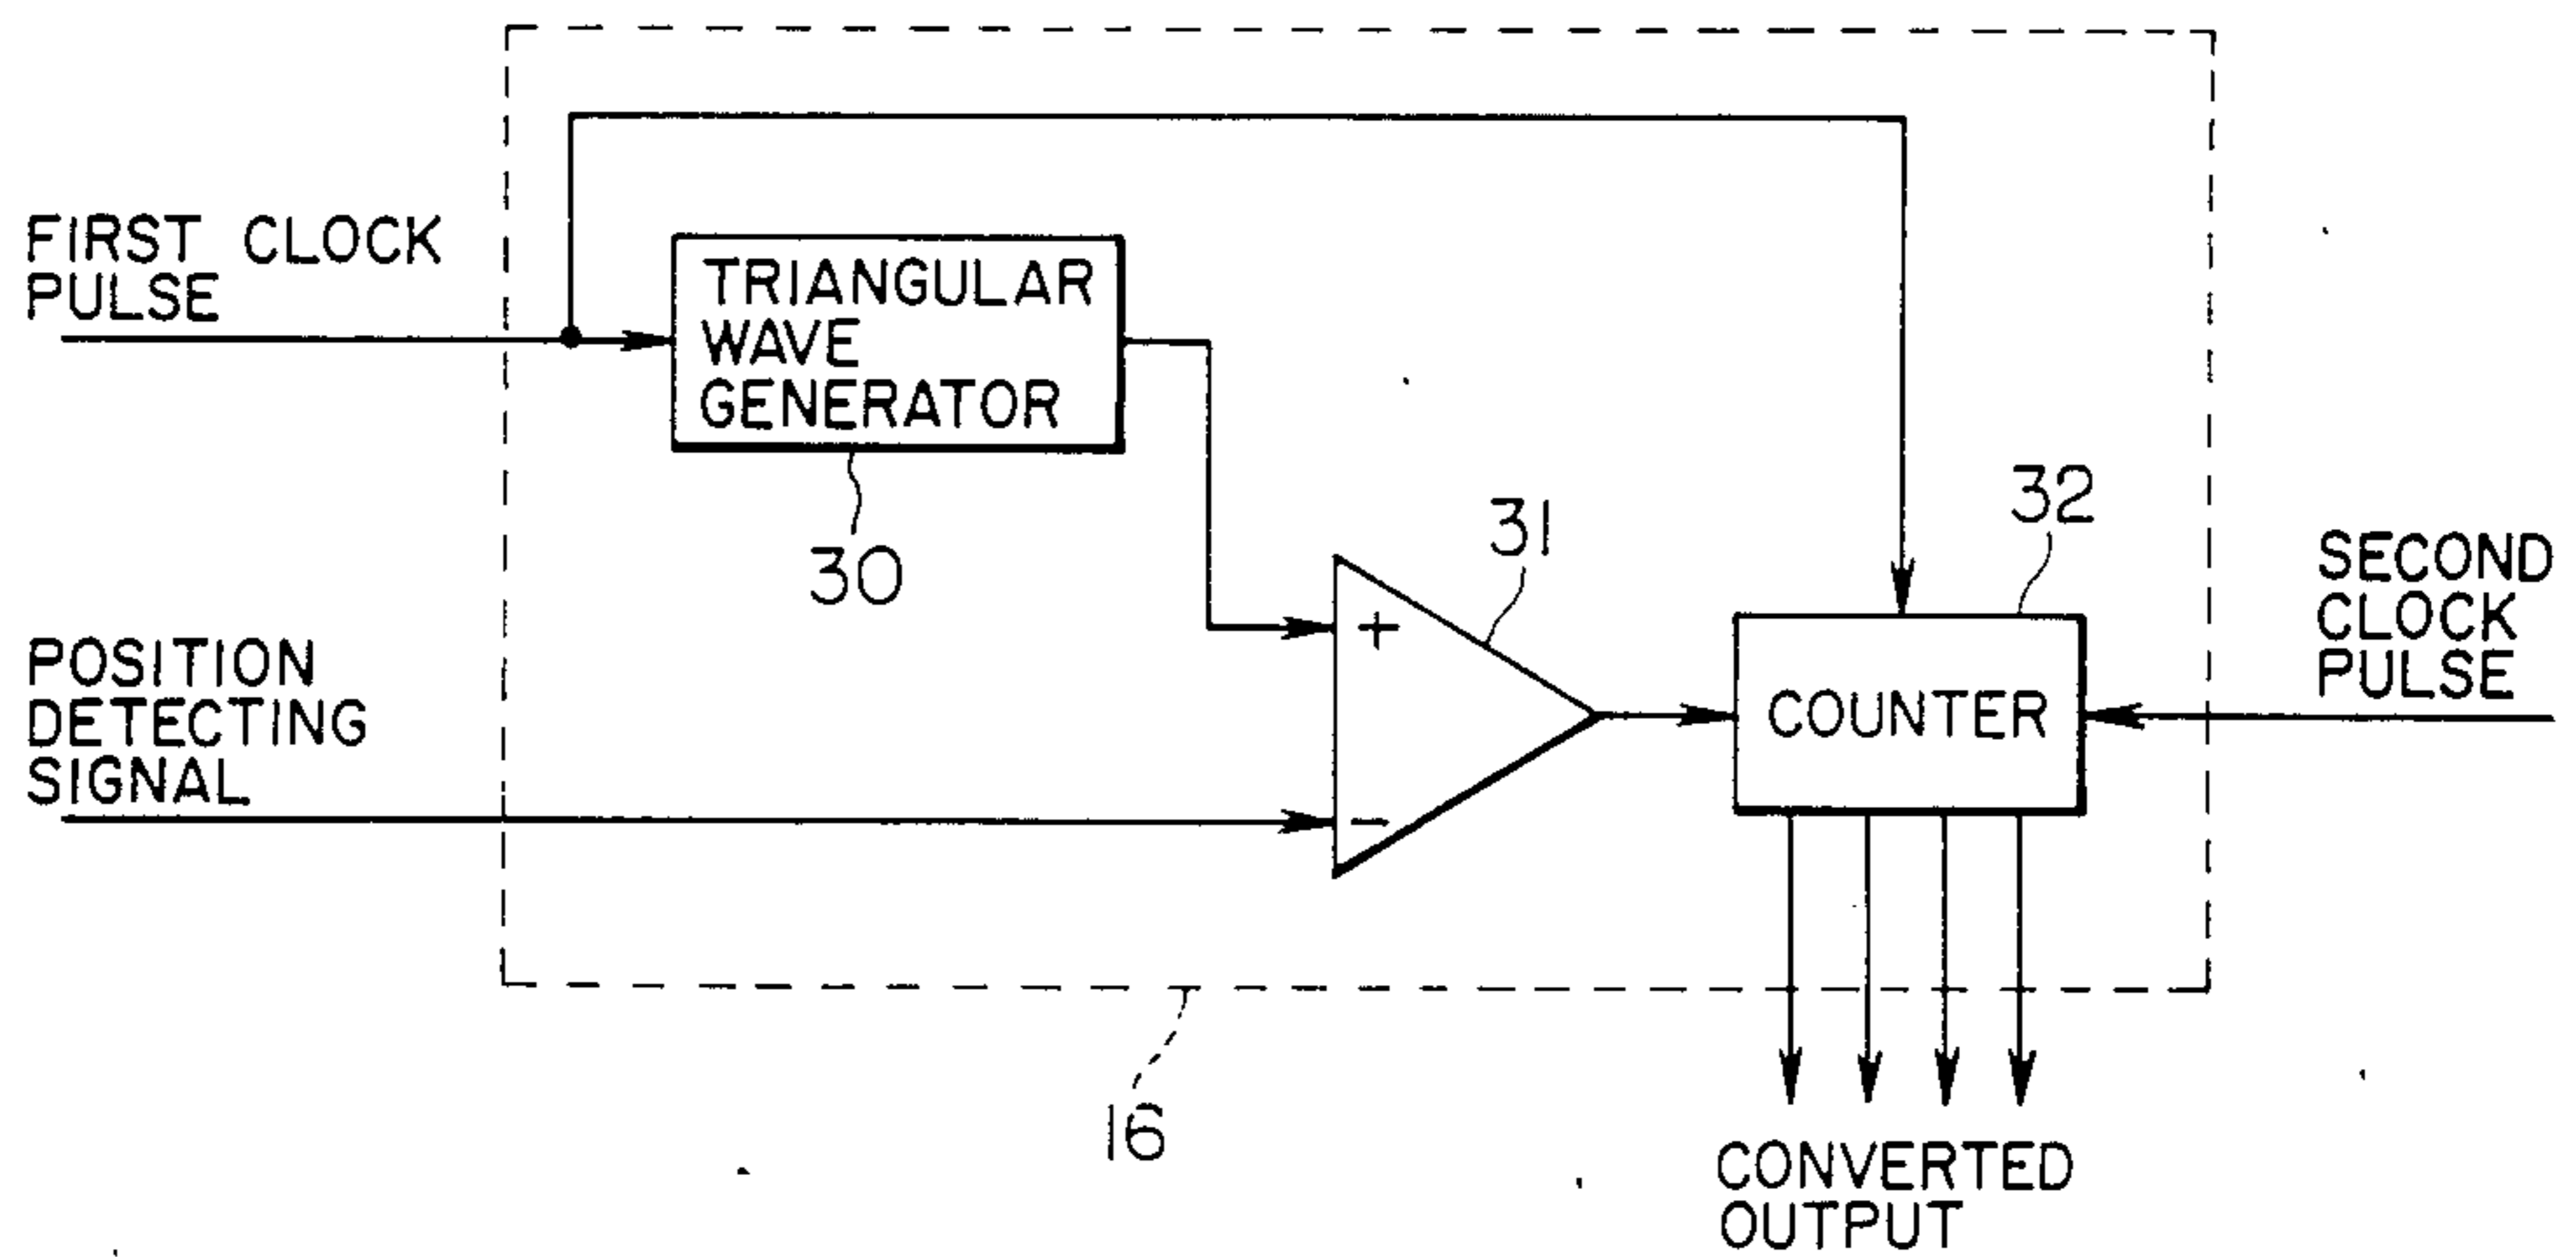 FIRST CLOCK
PULSE
TRIANGULAR
WAVE
GENERATOR
30
31
32
SECOND
CLOCK
PULSE
POSITION
DETECTING
SIGNAL
+
-
COUNTER
16
CONVERTED
OUTPUT